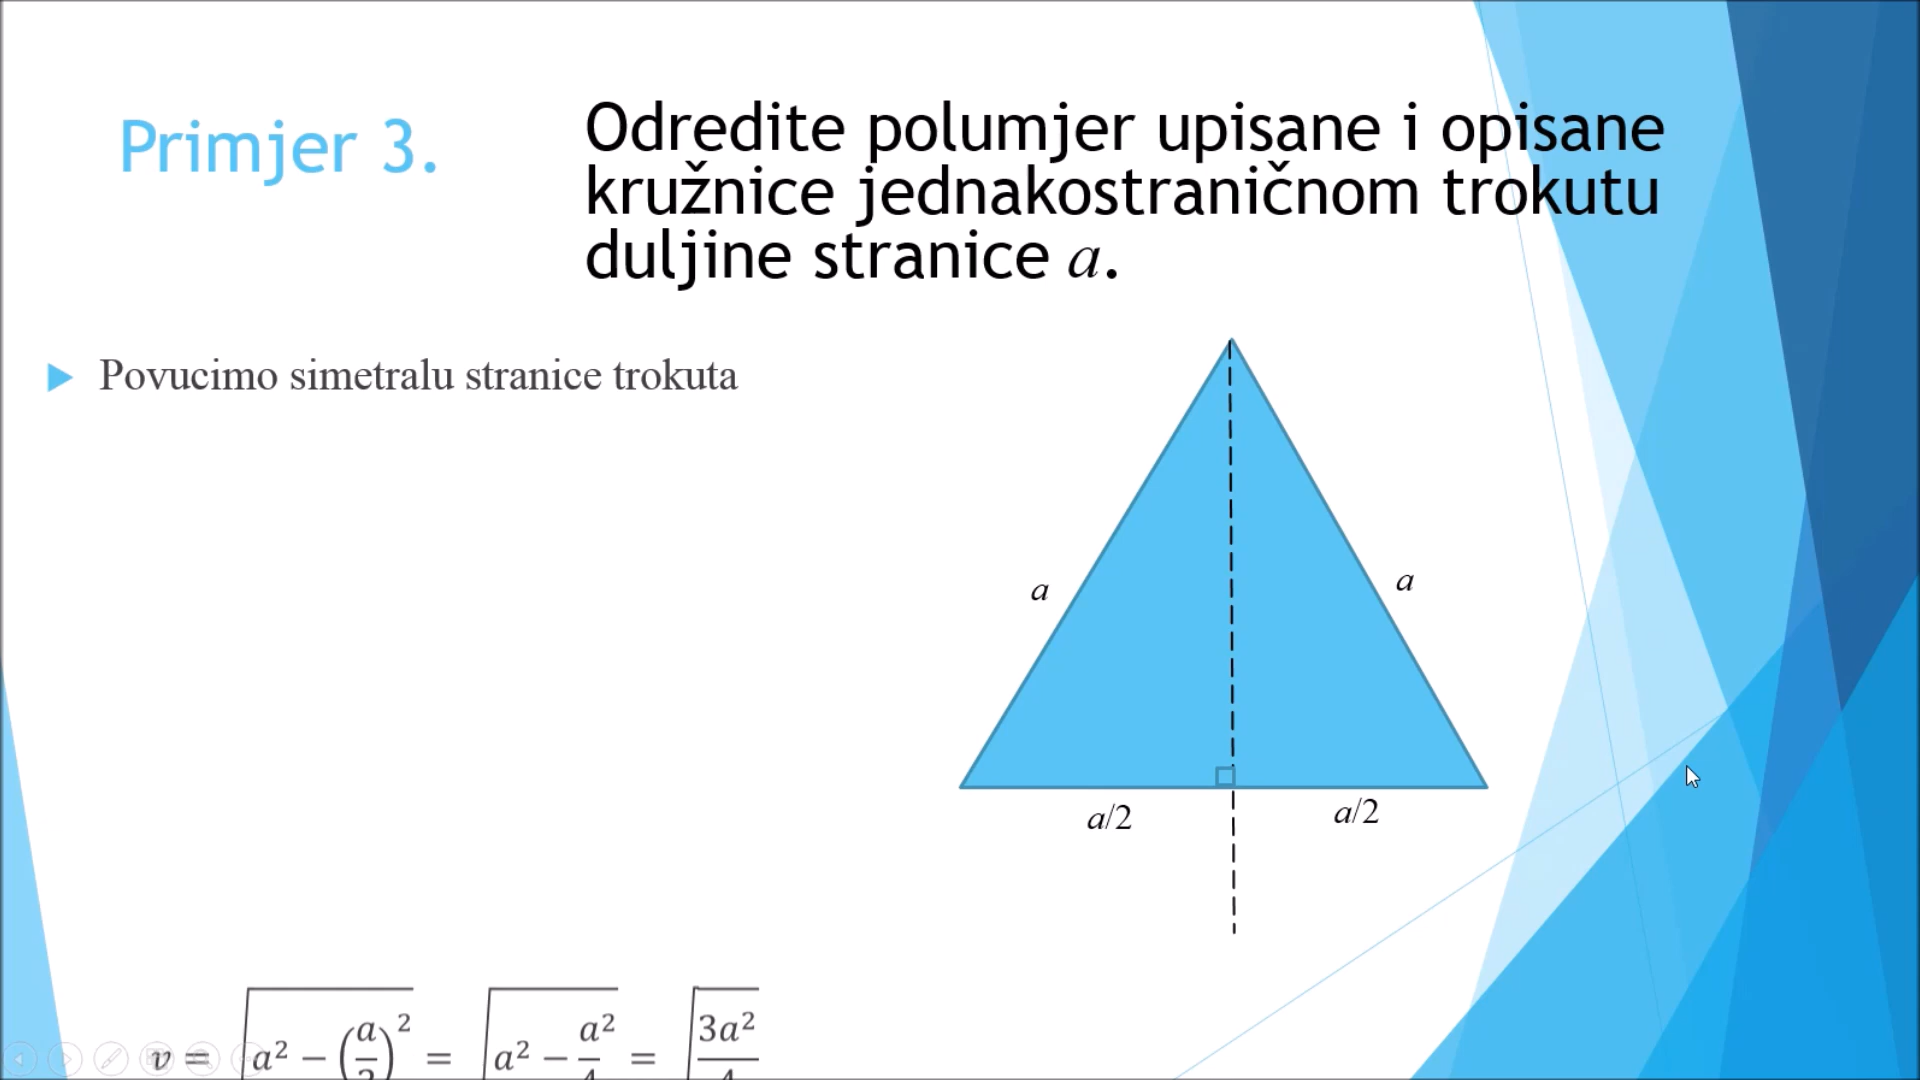 Primjer 3.
Odredite polumjer upisane i opisane
kružnice jednakostraničnom trokutu
duljine stranice a.
Povucimo simetralu stranice trokuta
a
a
a/2
a/2
v = √(a² − (a/2)²) = √(a² − a²/4) = √(3a²/4)